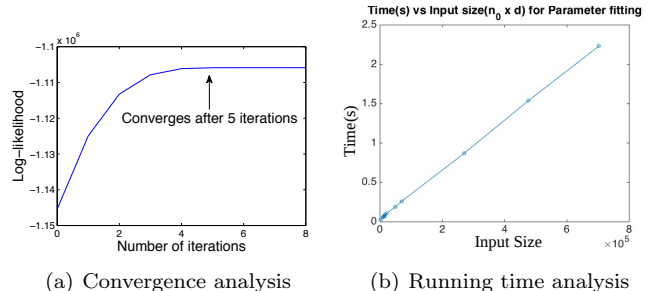 × 10^6
-1.1
-1.11
-1.12
-1.13
-1.14
-1.15
Log-likelihood
Converges after 5 iterations
0 2 4 6 8
Number of iterations
(a) Convergence analysis
Time(s) vs Input size(n_0 x d) for Parameter fitting
2.5
2
1.5
1
0.5
0
Time(s)
0 1 2 3 4 5 6 7 8
Input Size
×10^5
(b) Running time analysis